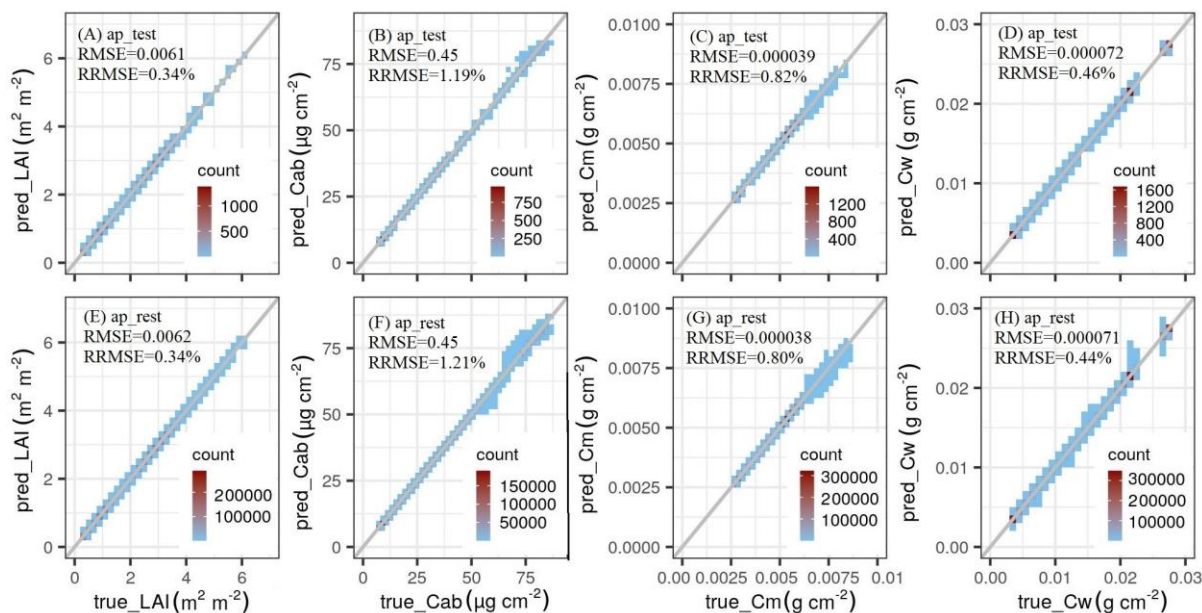 (A) ap_test
RMSE=0.0061
RRMSE=0.34%
pred_LAI (m² m⁻²)
6
4
2
0
count
1000
500
(B) ap_test
RMSE=0.45
RRMSE=1.19%
pred_Cab (µg cm⁻²)
75
50
25
0
count
750
500
250
(C) ap_test
RMSE=0.000039
RRMSE=0.82%
pred_Cm (g cm⁻²)
0.0100
0.0075
0.0050
0.0025
0.0000
count
1200
800
400
(D) ap_test
RMSE=0.000072
RRMSE=0.46%
pred_Cw (g cm⁻²)
0.03
0.02
0.01
0.00
count
1600
1200
800
400
(E) ap_rest
RMSE=0.0062
RRMSE=0.34%
pred_LAI (m² m⁻²)
6
4
2
0
count
200000
100000
0 2 4 6
true_LAI (m² m⁻²)
(F) ap_rest
RMSE=0.45
RRMSE=1.21%
pred_Cab (µg cm⁻²)
75
50
25
0
count
150000
100000
50000
0 25 50 75
true_Cab (µg cm⁻²)
(G) ap_rest
RMSE=0.000038
RRMSE=0.80%
pred_Cm (g cm⁻²)
0.0100
0.0075
0.0050
0.0025
0.0000
count
300000
200000
100000
0.00 0.0025 0.005 0.0075 0.01
true_Cm (g cm⁻²)
(H) ap_rest
RMSE=0.000071
RRMSE=0.44%
pred_Cw (g cm⁻²)
0.03
0.02
0.01
0.00
count
300000
200000
100000
0.00 0.01 0.02 0.03
true_Cw (g cm⁻²)